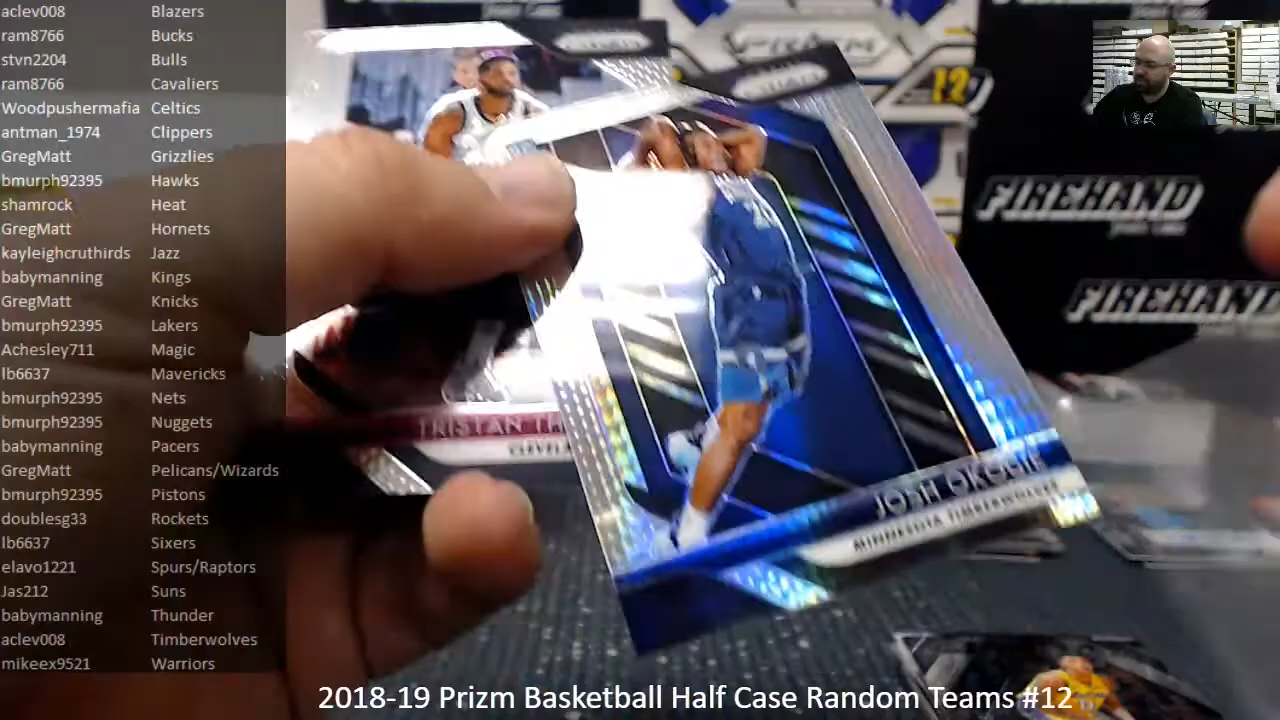 aclev008 Blazers
ram8766 Bucks
stvn2204 Bulls
ram8766 Cavaliers
Woodpushermafia Celtics
antman_1974 Clippers
GregMatt Grizzlies
bmurph92395 Hawks
shamrock Heat
GregMatt Hornets
kayleighcruthirds Jazz
babymanning Kings
GregMatt Knicks
bmurph92395 Lakers
Achesley711 Magic
lb6637 Mavericks
bmurph92395 Nets
bmurph92395 Nuggets
babymanning Pacers
GregMatt Pelicans/Wizards
bmurph92395 Pistons
doublesg33 Rockets
lb6637 Sixers
elavo1221 Spurs/Raptors
Jas212 Suns
babymanning Thunder
aclev008 Timberwolves
mikeex9521 Warriors
PRIZM
12
FIREHAND
FIREHAND
TRISTAN
JOSH OKOGIE
MINNESOTA TIMBERWOLVES
2018-19 Prizm Basketball Half Case Random Teams #12